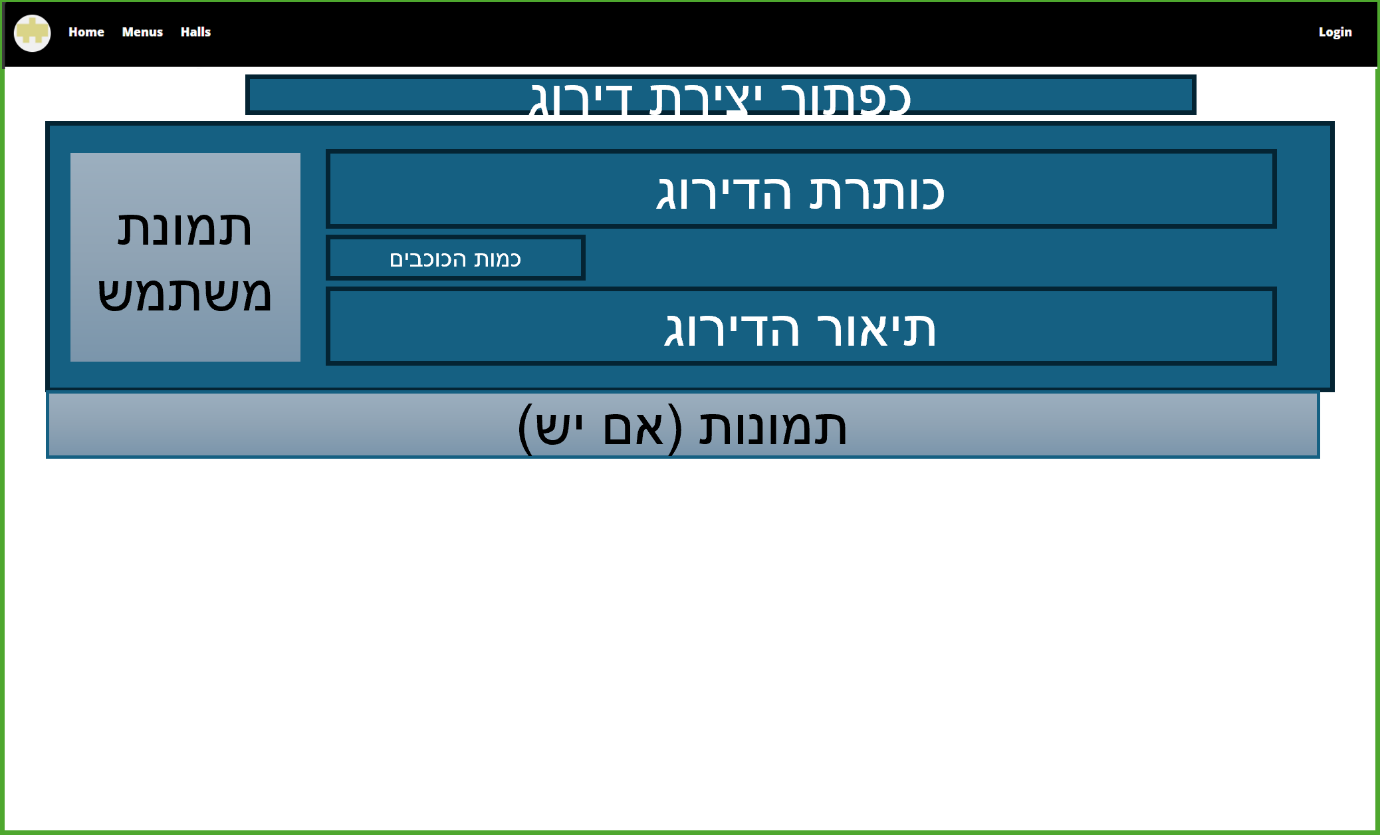 Home Menus Halls Login
כפתור יצירת דירוג
תמונת
משתמש
כותרת הדירוג
כמות הכוכבים
תיאור הדירוג
תמונות (אם יש)